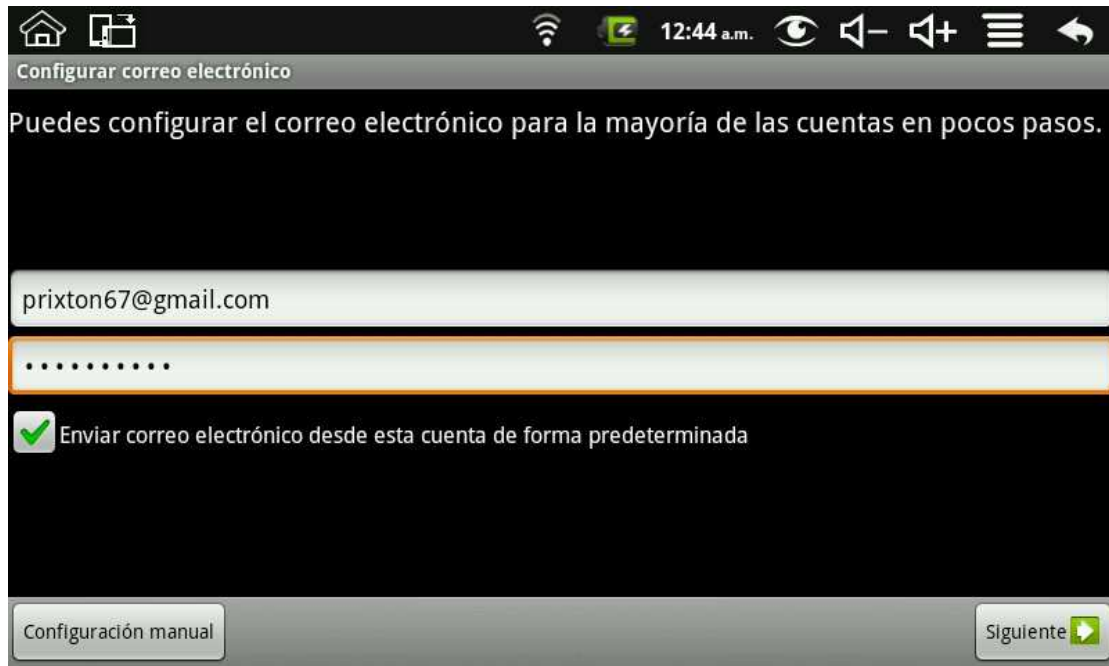 12:44 a.m.
Configurar correo electrónico
Puedes configurar el correo electrónico para la mayoría de las cuentas en pocos pasos.
prixton67@gmail.com
••••••••••
Enviar correo electrónico desde esta cuenta de forma predeterminada
Configuración manual
Siguiente